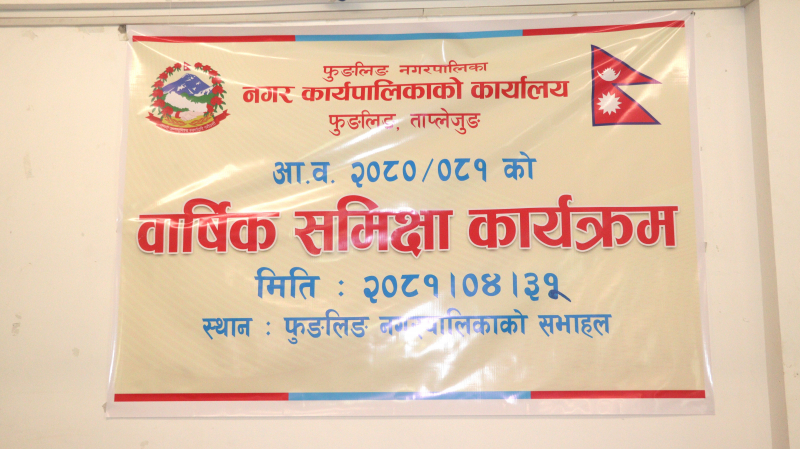 फुङलिङ नगरपालिका
नगर कार्यपालिकाको कार्यालय
फुङलिङ, ताप्लेजुङ
आ.व. २०८०/०८१ को
वार्षिक समिक्षा कार्यक्रम
मिति : २०८१।०४।३१
स्थान : फुङलिङ नगरपालिकाको सभाहल